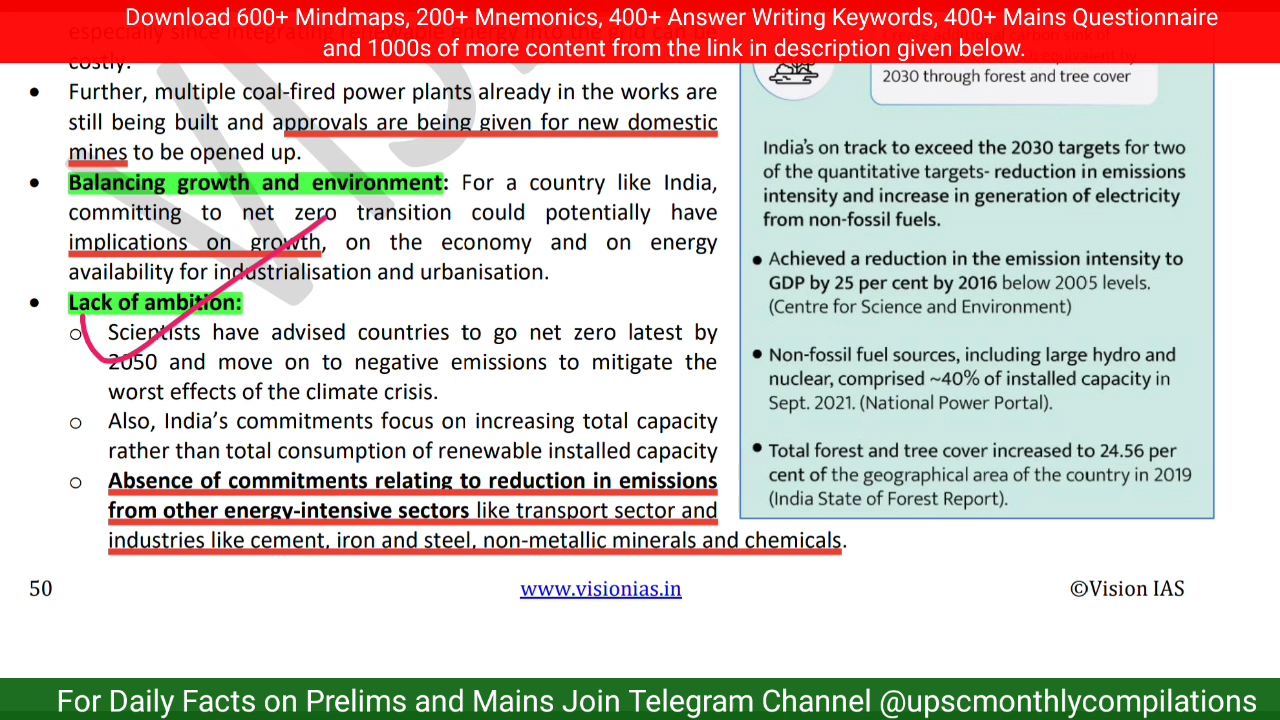 Download 600+ Mindmaps, 200+ Mnemonics, 400+ Answer Writing Keywords, 400+ Mains Questionnaire
and 1000s of more content from the link in description given below.
costly.
• Further, multiple coal-fired power plants already in the works are
still being built and approvals are being given for new domestic
mines to be opened up.
• Balancing growth and environment: For a country like India,
committing to net zero transition could potentially have
implications on growth, on the economy and on energy
availability for industrialisation and urbanisation.
• Lack of ambition:
o Scientists have advised countries to go net zero latest by
2050 and move on to negative emissions to mitigate the
worst effects of the climate crisis.
o Also, India's commitments focus on increasing total capacity
rather than total consumption of renewable installed capacity
o Absence of commitments relating to reduction in emissions
from other energy-intensive sectors like transport sector and
industries like cement, iron and steel, non-metallic minerals and chemicals.
2030 through forest and tree cover
India's on track to exceed the 2030 targets for two
of the quantitative targets- reduction in emissions
intensity and increase in generation of electricity
from non-fossil fuels.
• Achieved a reduction in the emission intensity to
GDP by 25 per cent by 2016 below 2005 levels.
(Centre for Science and Environment)
• Non-fossil fuel sources, including large hydro and
nuclear, comprised ~40% of installed capacity in
Sept. 2021. (National Power Portal).
• Total forest and tree cover increased to 24.56 per
cent of the geographical area of the country in 2019
(India State of Forest Report).
50 www.visionias.in ©Vision IAS
For Daily Facts on Prelims and Mains Join Telegram Channel @upscmonthlycompilations